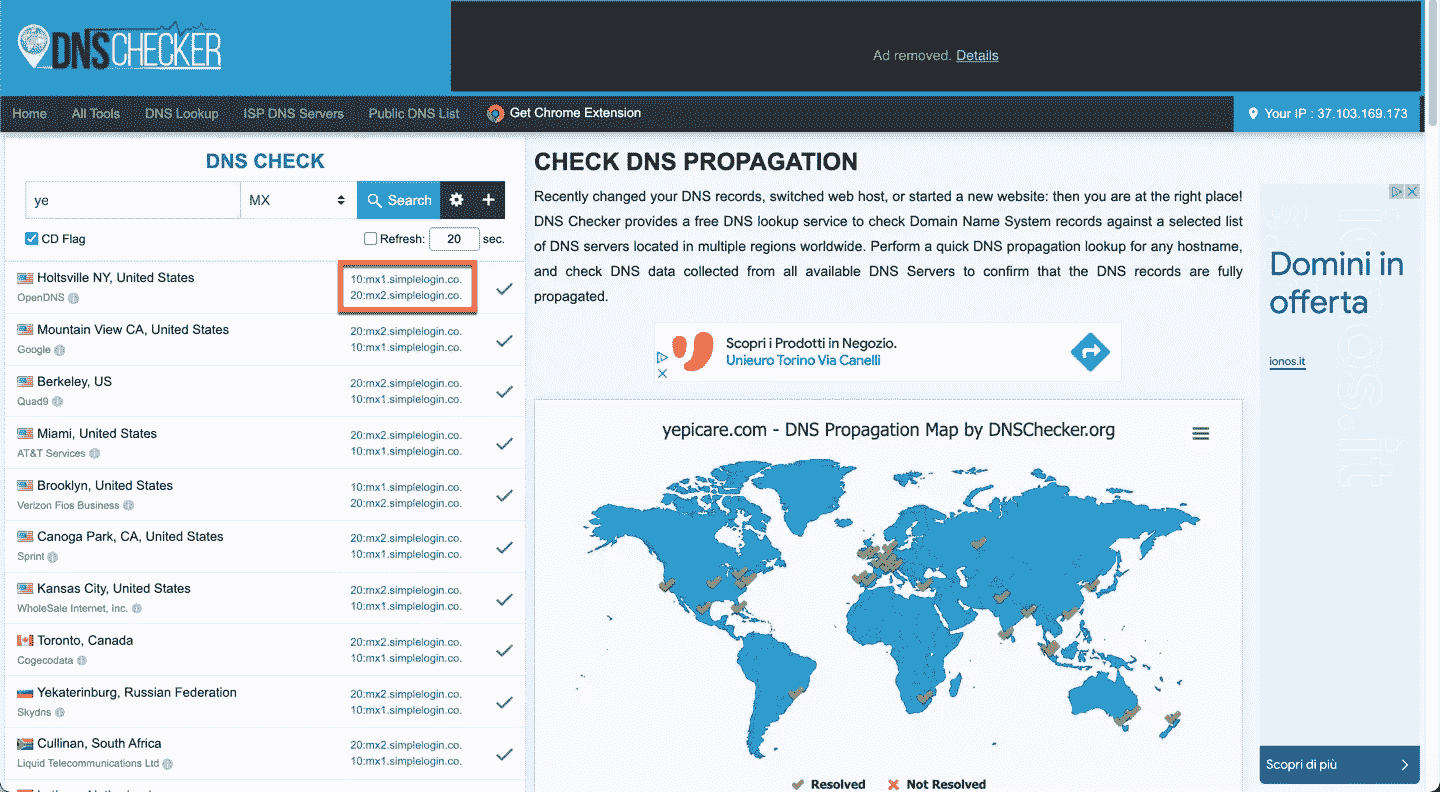 DNSCHECKER
Ad removed. Details
Home All Tools DNS Lookup ISP DNS Servers Public DNS List Get Chrome Extension Your IP : 37.103.169.173
DNS CHECK
ye MX Search
CD Flag Refresh: 20 sec.
Holtsville NY, United States
OpenDNS
10:mx1.simplelogin.co.
20:mx2.simplelogin.co.
Mountain View CA, United States
Google
20:mx2.simplelogin.co.
10:mx1.simplelogin.co.
Berkeley, US
Quad9
20:mx2.simplelogin.co.
10:mx1.simplelogin.co.
Miami, United States
AT&T Services
20:mx2.simplelogin.co.
10:mx1.simplelogin.co.
Brooklyn, United States
Verizon Fios Business
10:mx1.simplelogin.co.
20:mx2.simplelogin.co.
Canoga Park, CA, United States
Sprint
20:mx2.simplelogin.co.
10:mx1.simplelogin.co.
Kansas City, United States
WholeSale Internet, Inc.
20:mx2.simplelogin.co.
10:mx1.simplelogin.co.
Toronto, Canada
Cogecodata
20:mx2.simplelogin.co.
10:mx1.simplelogin.co.
Yekaterinburg, Russian Federation
Skydns
20:mx2.simplelogin.co.
10:mx1.simplelogin.co.
Cullinan, South Africa
Liquid Telecommunications Ltd
20:mx2.simplelogin.co.
10:mx1.simplelogin.co.
CHECK DNS PROPAGATION
Recently changed your DNS records, switched web host, or started a new website: then you are at the right place!
DNS Checker provides a free DNS lookup service to check Domain Name System records against a selected list
of DNS servers located in multiple regions worldwide. Perform a quick DNS propagation lookup for any hostname,
and check DNS data collected from all available DNS Servers to confirm that the DNS records are fully
propagated.
Scopri i Prodotti in Negozio.
Unieuro Torino Via Canelli
yepicare.com - DNS Propagation Map by DNSChecker.org
Resolved Not Resolved
Domini in
offerta
ionos.it
Scopri di più